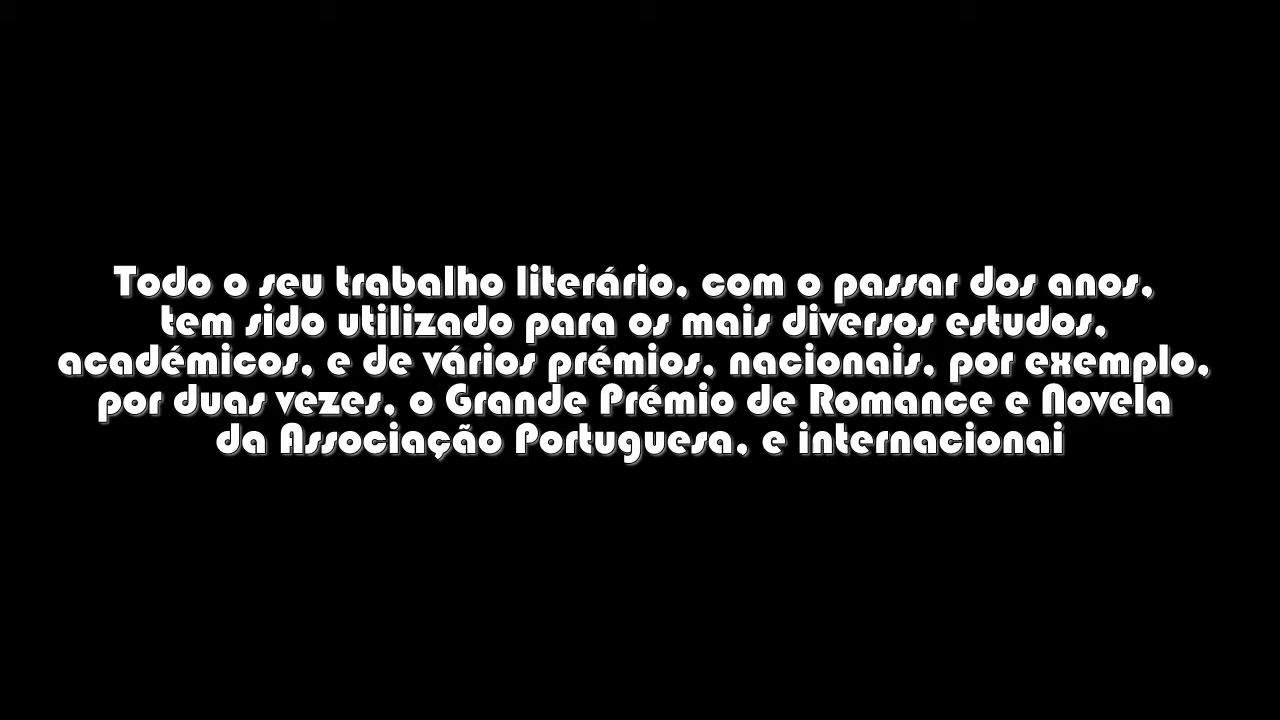 Todo o seu trabalho literário, com o passar dos anos,
tem sido utilizado para os mais diversos estudos,
académicos, e de vários prémios, nacionais, por exemplo,
por duas vezes, o Grande Prémio de Romance e Novela
da Associação Portuguesa, e internacionai